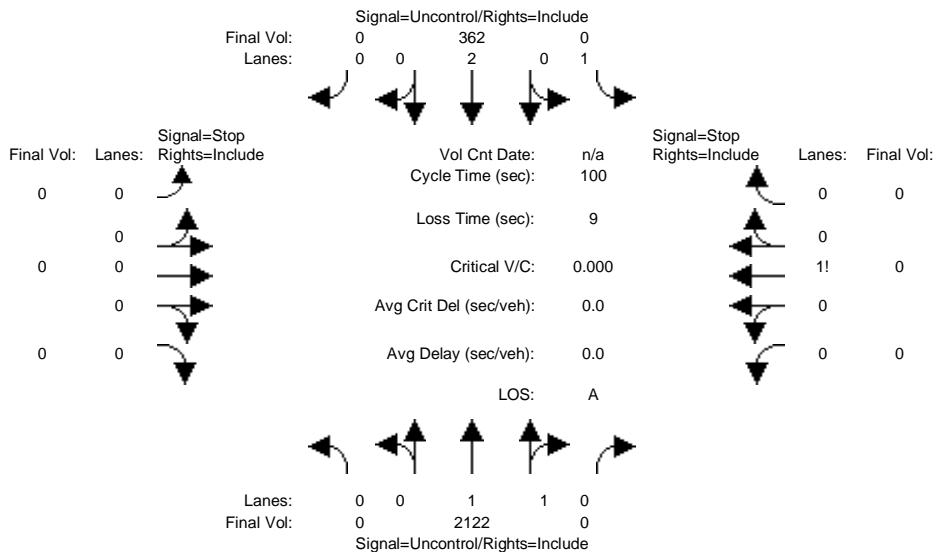 Signal=Uncontrol/Rights=Include
Final Vol: 0 362 0
Lanes: 0 0 2 0 1
Signal=Stop
Final Vol: Lanes: Rights=Include
Vol Cnt Date: n/a
Signal=Stop
Rights=Include Lanes: Final Vol:
Cycle Time (sec): 100
0 0
0 0
Loss Time (sec): 9
0
0
0 0
Critical V/C: 0.000
1! 0
0
Avg Crit Del (sec/veh): 0.0
0
0 0
Avg Delay (sec/veh): 0.0
0 0
LOS: A
Lanes: 0 0 1 1 0
Final Vol: 0 2122 0
Signal=Uncontrol/Rights=Include